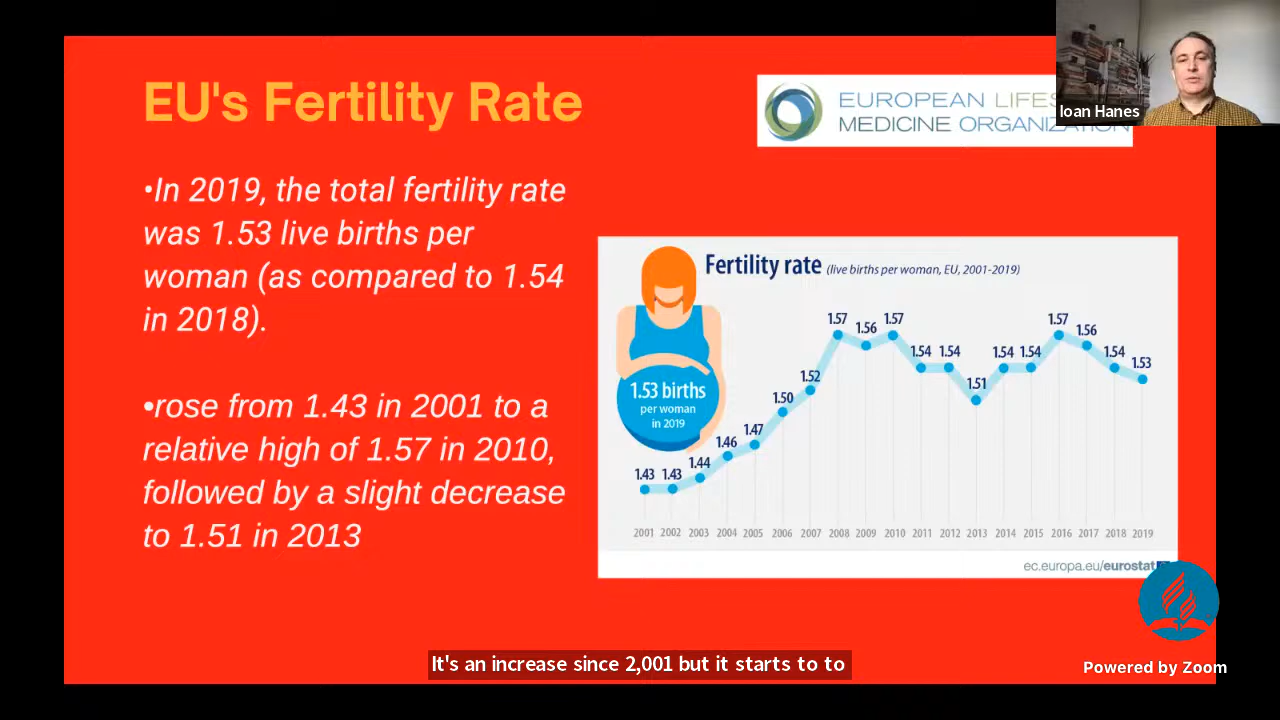 EU's Fertility Rate
EUROPEAN LIFES
MEDICINE ORGANIZATION
Ioan Hanes
•In 2019, the total fertility rate
was 1.53 live births per
woman (as compared to 1.54
in 2018).
•rose from 1.43 in 2001 to a
relative high of 1.57 in 2010,
followed by a slight decrease
to 1.51 in 2013
Fertility rate (live births per woman, EU, 2001-2019)
1.53 births
per woman
in 2019
1.43 1.43 1.44 1.46 1.47 1.50 1.52 1.57 1.56 1.57 1.54 1.54 1.51 1.54 1.54 1.57 1.56 1.54 1.53
2001 2002 2003 2004 2005 2006 2007 2008 2009 2010 2011 2012 2013 2014 2015 2016 2017 2018 2019
ec.europa.eu/eurostat
It's an increase since 2,001 but it starts to to
Powered by Zoom